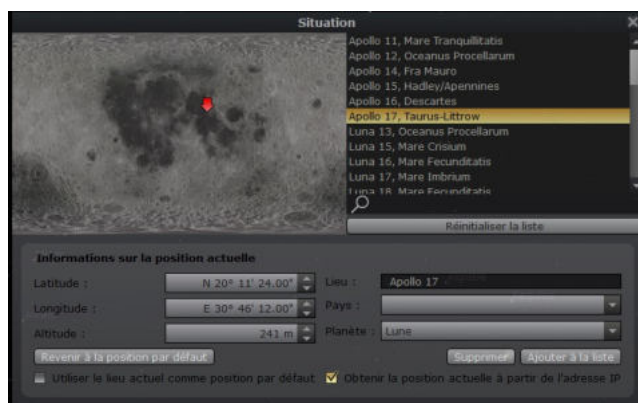 Situation
Apollo 11, Mare Tranquillitatis
Apollo 12, Oceanus Procellarum
Apollo 14, Fra Mauro
Apollo 15, Hadley/Apennines
Apollo 16, Descartes
Apollo 17, Taurus-Littrow
Luna 13, Oceanus Procellarum
Luna 15, Mare Crisium
Luna 16, Mare Fecunditatis
Luna 17, Mare Imbrium
Luna 18, Mare Fecunditatis
Réinitialiser la liste
Informations sur la position actuelle
Latitude : N 20° 11' 24.00" Lieu : Apollo 17
Longitude : E 30° 46' 12.00" Pays :
Altitude : 241 m Planète : Lune
Revenir à la position par défaut Supprimer Ajouter à la liste
Utiliser le lieu actuel comme position par défaut Obtenir la position actuelle à partir de l'adresse IP